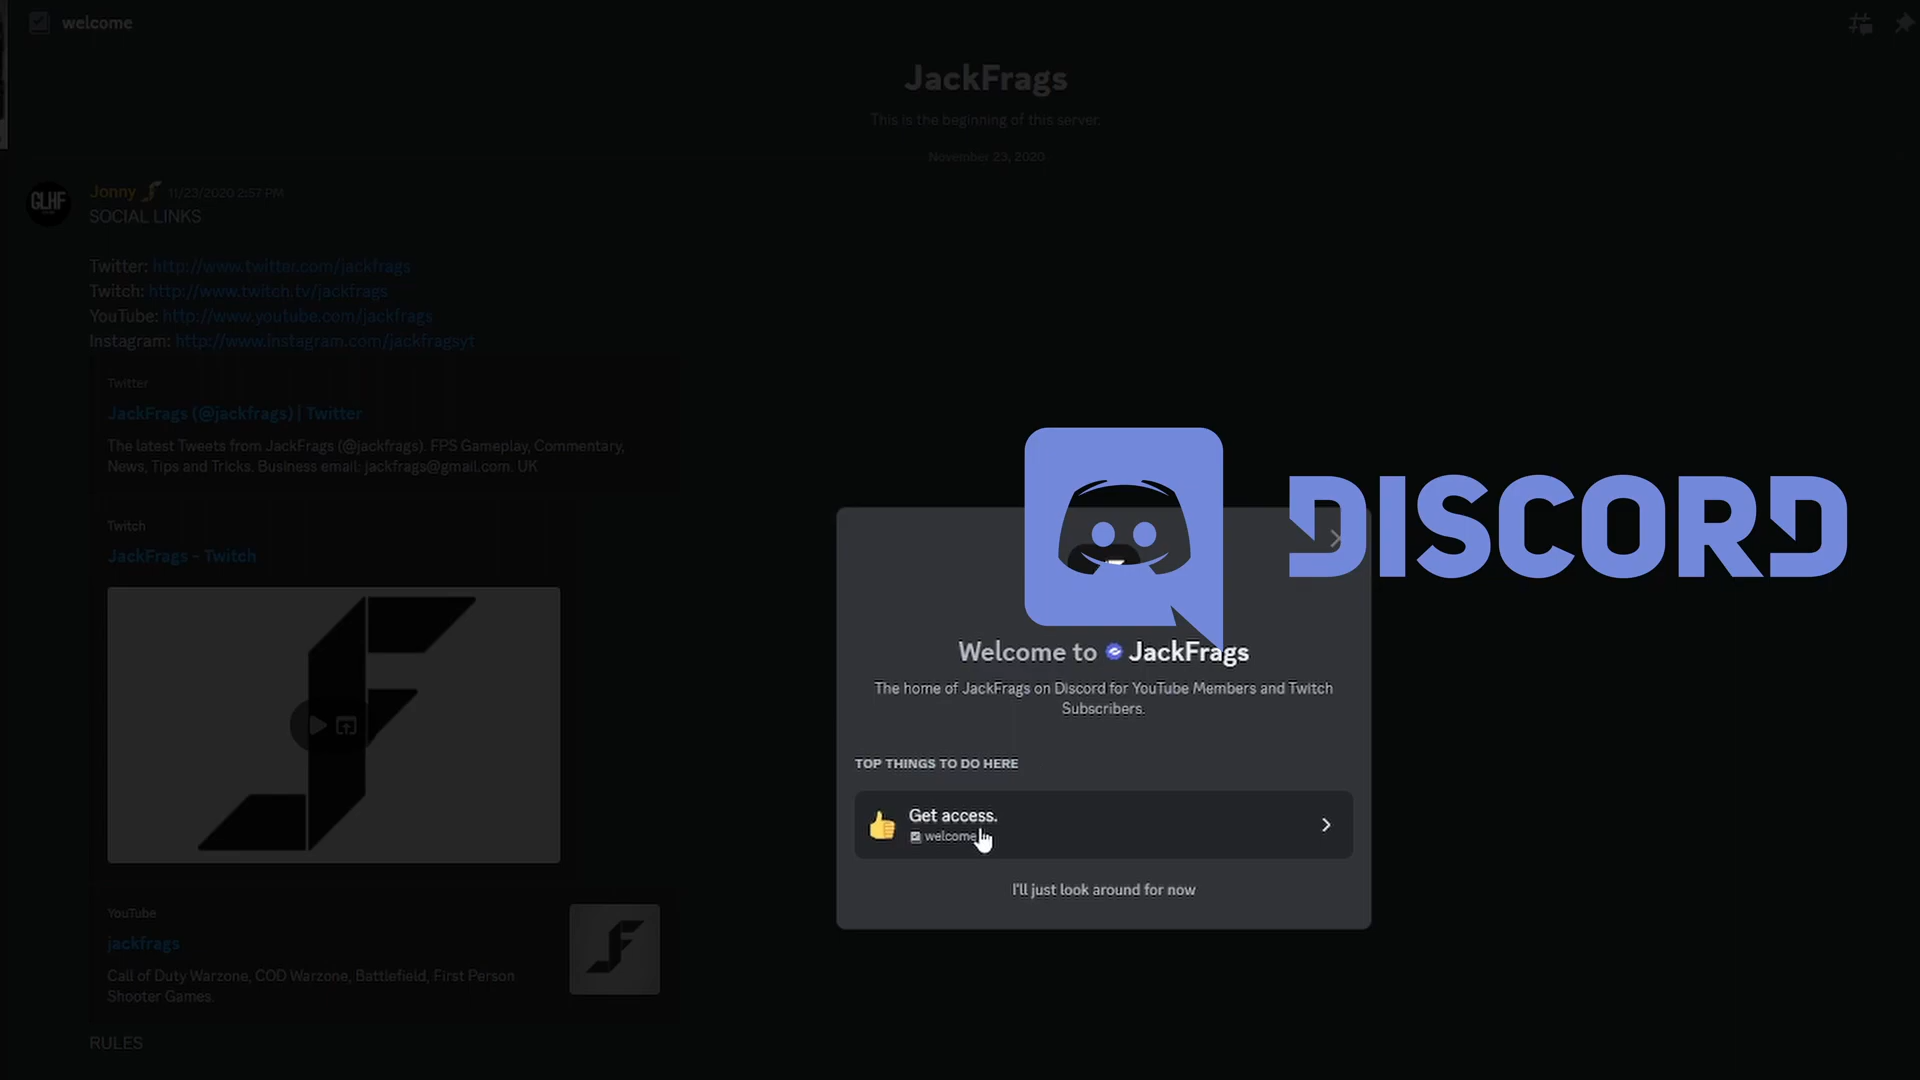 welcome
JackFrags
This is the beginning of this server.
November 23, 2020
GLHF
Jonny 11/23/2020 2:57 PM
SOCIAL LINKS
Twitter: http://www.twitter.com/jackfrags
Twitch: http://www.twitch.tv/jackfrags
YouTube: http://www.youtube.com/jackfrags
Instagram: http://www.instagram.com/jackfragsyt
Twitter
JackFrags (@jackfrags) | Twitter
The latest Tweets from JackFrags (@jackfrags). FPS Gameplay, Commentary,
News, Tips and Tricks. Business email: jackfrags@gmail.com. UK
Twitch
JackFrags - Twitch
YouTube
jackfrags
Call of Duty Warzone, COD Warzone, Battlefield, First Person
Shooter Games.
RULES
DISCORD
Welcome to JackFrags
The home of JackFrags on Discord for YouTube Members and Twitch
Subscribers.
TOP THINGS TO DO HERE
Get access.
welcome
I'll just look around for now